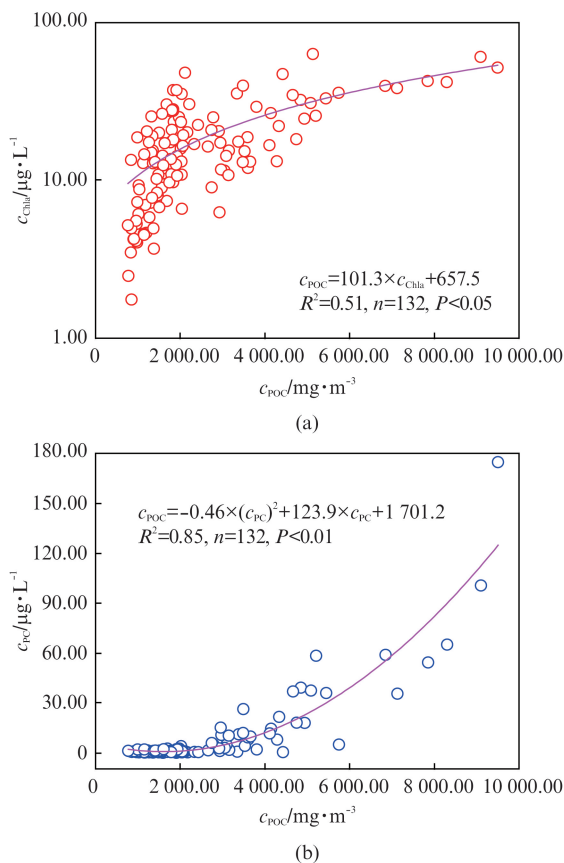 (a)
100.00
10.00
1.00
c_Chla/μg·L⁻¹
c_POC=101.3×c_Chla+657.5
R²=0.51, n=132, P<0.05
0 2 000.00 4 000.00 6 000.00 8 000.00 10 000.00
c_POC/mg·m⁻³
(a)
180.00
150.00
120.00
90.00
60.00
30.00
0
c_PC/μg·L⁻¹
c_POC=−0.46×(c_PC)²+123.9×c_PC+1 701.2
R²=0.85, n=132, P<0.01
0 2 000.00 4 000.00 6 000.00 8 000.00 10 000.00
c_POC/mg·m⁻³
(b)